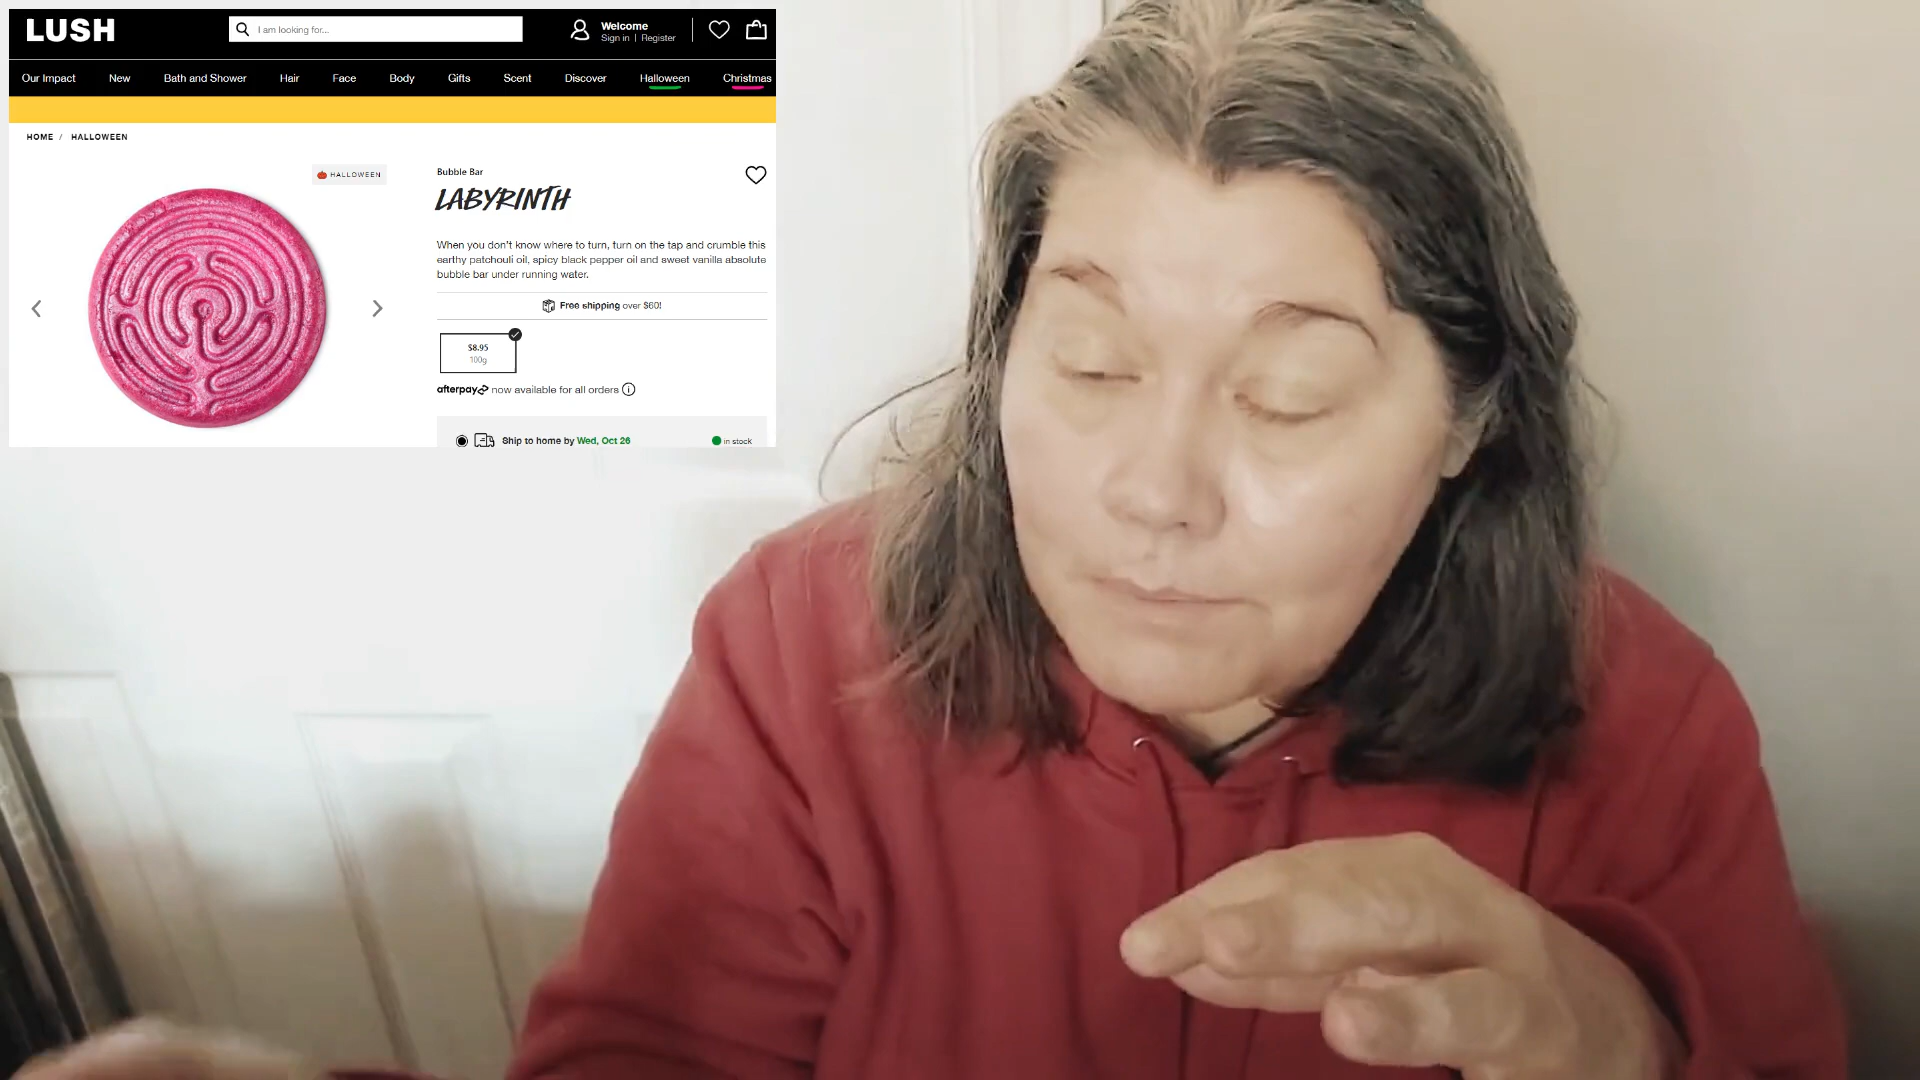 LUSH
I am looking for...
Welcome
Sign in | Register
Our Impact New Bath and Shower Hair Face Body Gifts Scent Discover Halloween Christmas
HOME / HALLOWEEN
HALLOWEEN
Bubble Bar
LABYRINTH
When you don't know where to turn, turn on the tap and crumble this
earthy patchouli oil, spicy black pepper oil and sweet vanilla absolute
bubble bar under running water.
Free shipping over $60!
$8.95
100g
afterpay now available for all orders
Ship to home by Wed, Oct 26
in stock